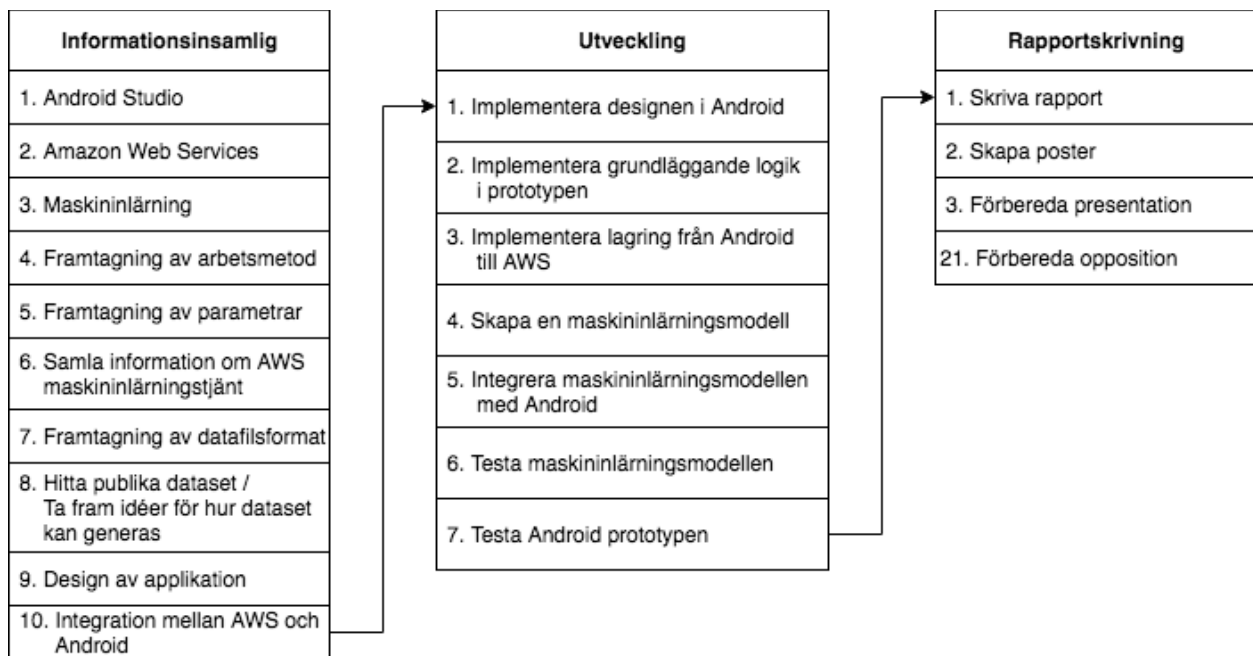 Informationsinsamlig
1. Android Studio
2. Amazon Web Services
3. Maskininlärning
4. Framtagning av arbetsmetod
5. Framtagning av parametrar
6. Samla information om AWS
maskininlärningstjänt
7. Framtagning av datafilsformat
8. Hitta publika dataset /
Ta fram idéer för hur dataset
kan generas
9. Design av applikation
10. Integration mellan AWS och
Android
Utveckling
1. Implementera designen i Android
2. Implementera grundläggande logik
i prototypen
3. Implementera lagring från Android
till AWS
4. Skapa en maskininlärningsmodell
5. Integrera maskininlärningsmodellen
med Android
6. Testa maskininlärningsmodellen
7. Testa Android prototypen
Rapportskrivning
1. Skriva rapport
2. Skapa poster
3. Förbereda presentation
21. Förbereda opposition